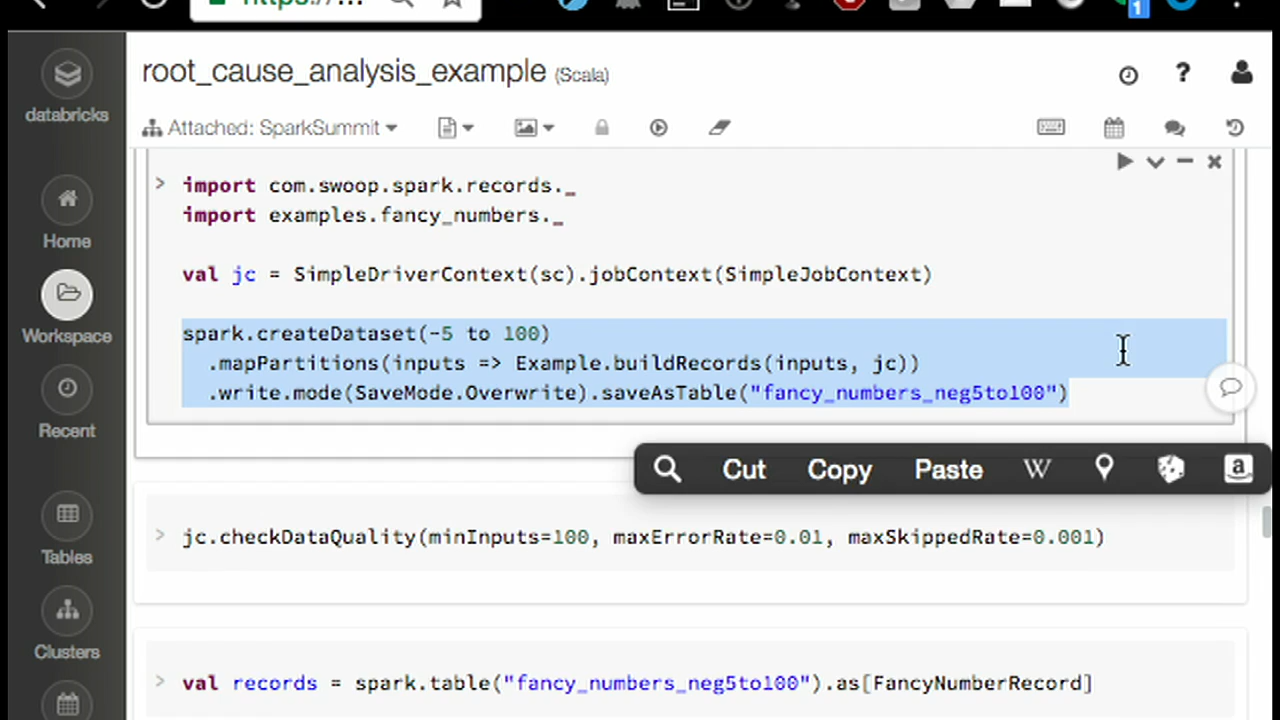 https://...
1
databricks
root_cause_analysis_example (Scala)
?
Attached: SparkSummit
Home
Workspace
Recent
Tables
Clusters
> import com.swoop.spark.records._
import examples.fancy_numbers._
val jc = SimpleDriverContext(sc).jobContext(SimpleJobContext)
spark.createDataset(-5 to 100)
.mapPartitions(inputs => Example.buildRecords(inputs, jc))
.write.mode(SaveMode.Overwrite).saveAsTable("fancy_numbers_neg5to100")
Cut Copy Paste W a
> jc.checkDataQuality(minInputs=100, maxErrorRate=0.01, maxSkippedRate=0.001)
> val records = spark.table("fancy_numbers_neg5to100").as[FancyNumberRecord]